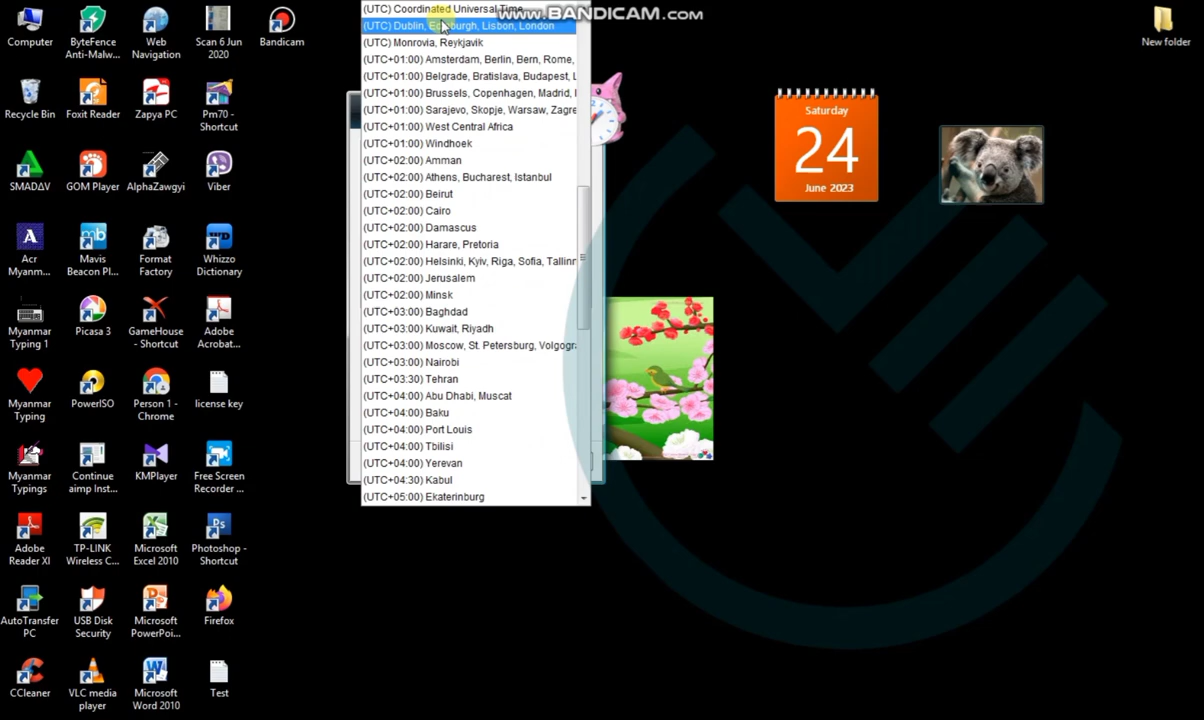 Computer
ByteFence
Anti-Malw...
Web
Navigation
Scan 6 Jun
2020
Bandicam
Recycle Bin
Foxit Reader
Zapya PC
Pm70 -
Shortcut
SMADAV
GOM Player
AlphaZawgyi
Viber
Acr
Myanm...
Mavis
Beacon Pl...
Format
Factory
Whizzo
Dictionary
Myanmar
Typing 1
Picasa 3
GameHouse
- Shortcut
Adobe
Acrobat...
Myanmar
Typing
PowerISO
Person 1 -
Chrome
license key
Myanmar
Typings
Continue
aimp Inst...
KMPlayer
Free Screen
Recorder ...
Adobe
Reader XI
TP-LINK
Wireless C...
Microsoft
Excel 2010
Photoshop -
Shortcut
AutoTransfer
PC
USB Disk
Security
Microsoft
PowerPoi...
Firefox
CCleaner
VLC media
player
Microsoft
Word 2010
Test
(UTC) Coordinated Universal Time
(UTC) Dublin, Edinburgh, Lisbon, London
(UTC) Monrovia, Reykjavik
(UTC+01:00) Amsterdam, Berlin, Bern, Rome,
(UTC+01:00) Belgrade, Bratislava, Budapest, L
(UTC+01:00) Brussels, Copenhagen, Madrid,
(UTC+01:00) Sarajevo, Skopje, Warsaw, Zagre
(UTC+01:00) West Central Africa
(UTC+01:00) Windhoek
(UTC+02:00) Amman
(UTC+02:00) Athens, Bucharest, Istanbul
(UTC+02:00) Beirut
(UTC+02:00) Cairo
(UTC+02:00) Damascus
(UTC+02:00) Harare, Pretoria
(UTC+02:00) Helsinki, Kyiv, Riga, Sofia, Tallinn
(UTC+02:00) Jerusalem
(UTC+02:00) Minsk
(UTC+03:00) Baghdad
(UTC+03:00) Kuwait, Riyadh
(UTC+03:00) Moscow, St. Petersburg, Volgogra
(UTC+03:00) Nairobi
(UTC+03:30) Tehran
(UTC+04:00) Abu Dhabi, Muscat
(UTC+04:00) Baku
(UTC+04:00) Port Louis
(UTC+04:00) Tbilisi
(UTC+04:00) Yerevan
(UTC+04:30) Kabul
(UTC+05:00) Ekaterinburg
www.BANDICAM.com
Saturday
24
June 2023
New folder